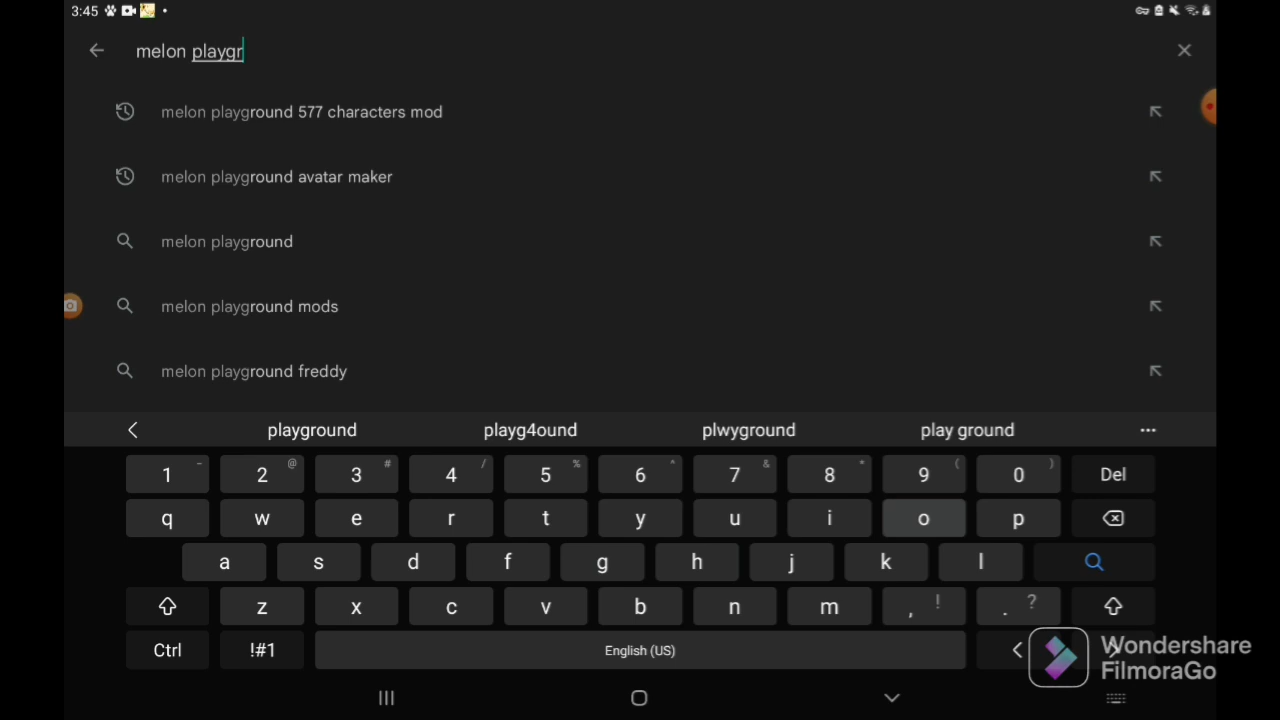 3:45
melon playgr
melon playground 577 characters mod
melon playground avatar maker
melon playground
melon playground mods
melon playground freddy
playground playg4ound plwyground play ground ...
1 - 2 @ 3 # 4 / 5 % 6 ^ 7 & 8 * 9 ( 0 ) Del
q w e r t y u i o p
a s d f g h j k l
z x c v b n m , ! . ?
Ctrl !#1 English (US) < >
Wondershare
FilmoraGo